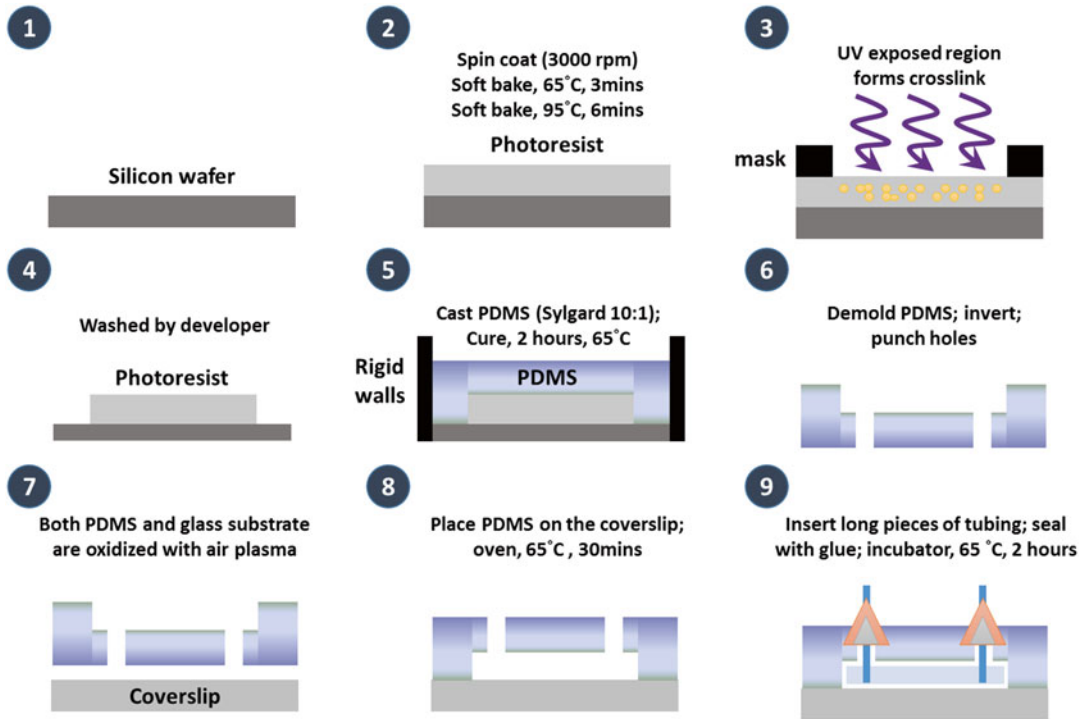 1
Silicon wafer
2
Spin coat (3000 rpm)
Soft bake, 65˚C, 3mins
Soft bake, 95˚C, 6mins
Photoresist
3
UV exposed region
forms crosslink
mask
4
Washed by developer
Photoresist
5
Cast PDMS (Sylgard 10:1);
Cure, 2 hours, 65˚C
Rigid
walls
PDMS
6
Demold PDMS; invert;
punch holes
7
Both PDMS and glass substrate
are oxidized with air plasma
Coverslip
8
Place PDMS on the coverslip;
oven, 65˚C , 30mins
9
Insert long pieces of tubing; seal
with glue; incubator, 65 ˚C, 2 hours